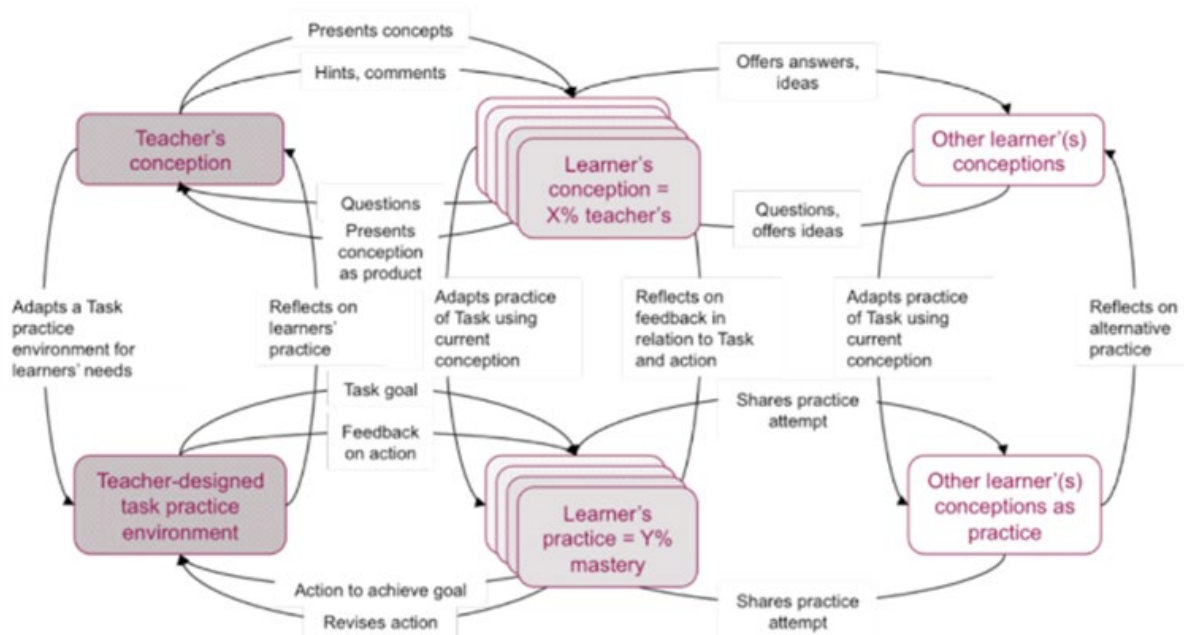 Presents concepts
Hints, comments
Offers answers,
ideas
Teacher's
conception
Learner's
conception =
X% teacher's
Other learner'(s)
conceptions
Questions
Presents
conception
as product
Questions,
offers ideas
Adapts a Task
practice
environment for
learners' needs
Reflects on
learners'
practice
Adapts practice
of Task using
current
conception
Reflects on
feedback in
relation to Task
and action
Adapts practice
of Task using
current
conception
Reflects on
alternative
practice
Task goal
Feedback
on action
Shares practice
attempt
Teacher-designed
task practice
environment
Learner's
practice = Y%
mastery
Other learner'(s)
conceptions as
practice
Action to achieve goal
Revises action
Shares practice
attempt